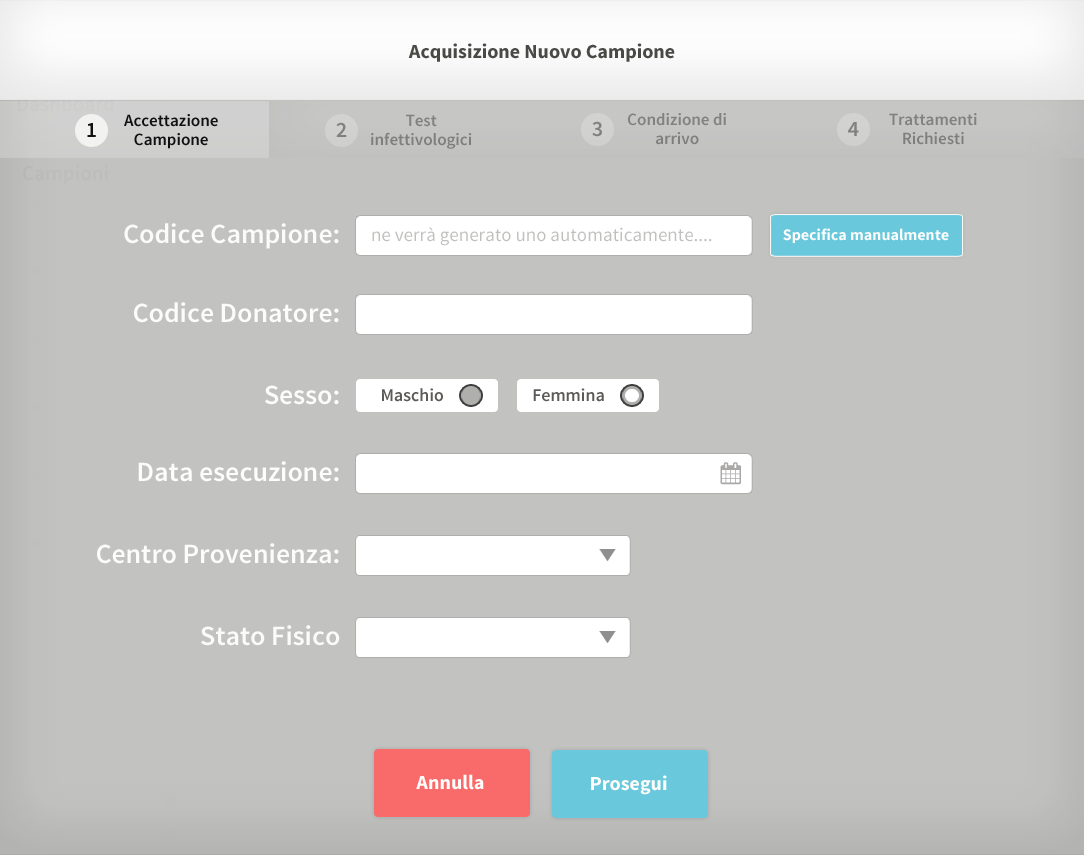 Acquisizione Nuovo Campione
Dashboard
1
Accettazione
Campione
2
Test
infettivologici
3
Condizione di
arrivo
4
Trattamenti
Richiesti
Campioni
Codice Campione:
ne verrà generato uno automaticamente....
Specifica manualmente
Codice Donatore:
Sesso:
Maschio
Femmina
Data esecuzione:
Centro Provenienza:
Stato Fisico
Annulla
Prosegui